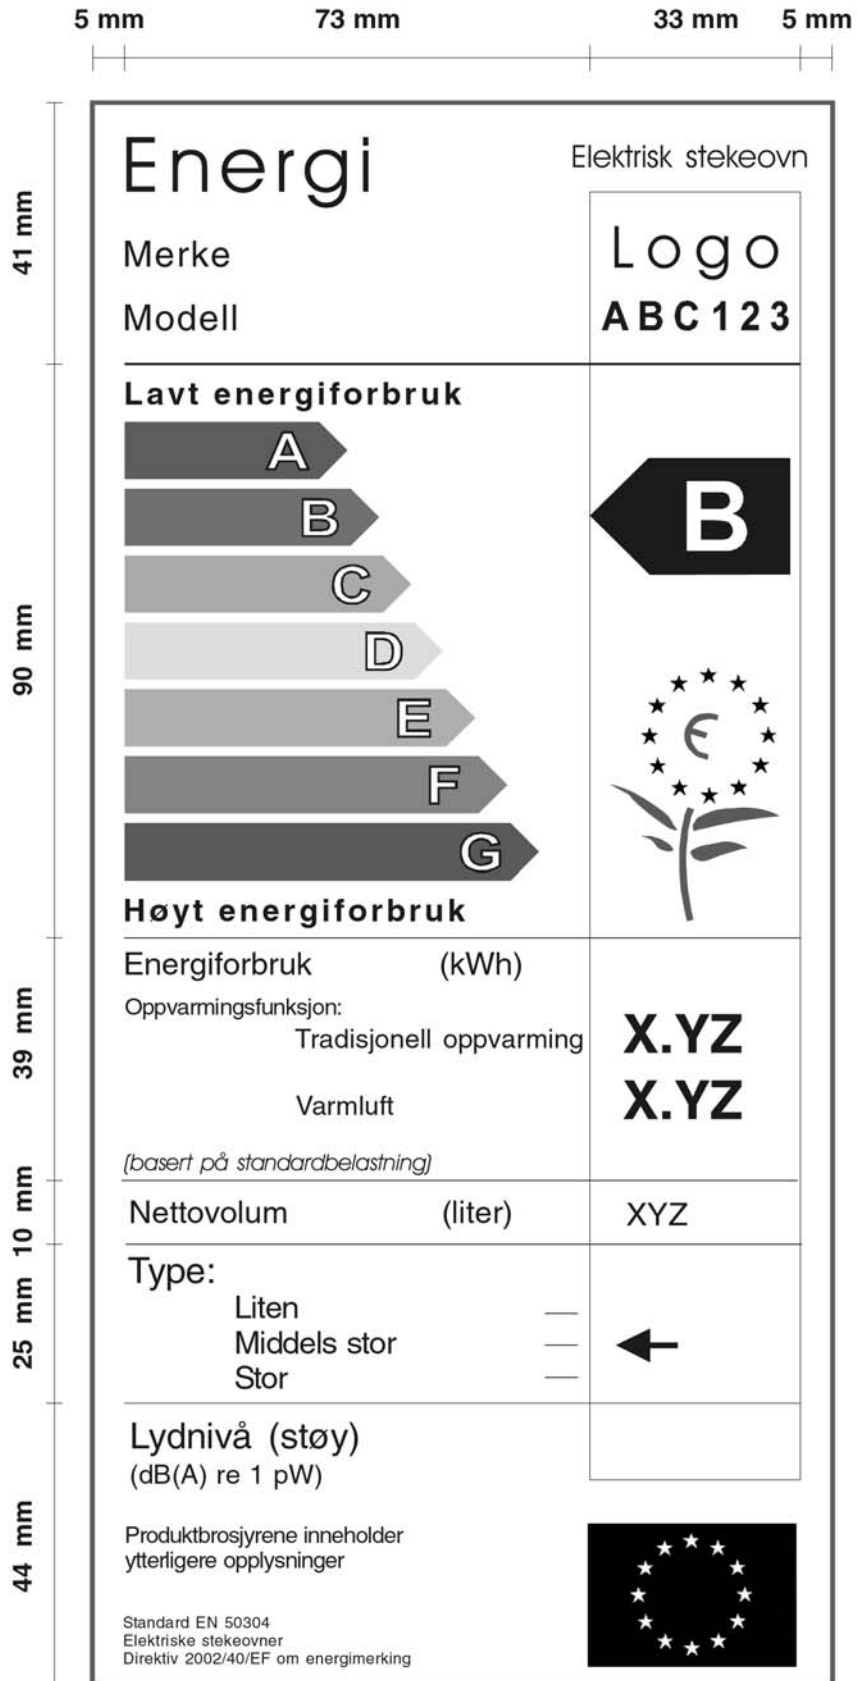 5 mm 73 mm 33 mm 5 mm
41 mm
Energi
Elektrisk stekeovn
Merke
Logo
Modell
ABC123
90 mm
Lavt energiforbruk
A
B
B
C
D
E
F
G
Høyt energiforbruk
39 mm
Energiforbruk (kWh)
Oppvarmingsfunksjon:
Tradisjonell oppvarming X.YZ
Varmluft X.YZ
(basert på standardbelastning)
10 mm
Nettovolum (liter) XYZ
25 mm
Type:
Liten
Middels stor
Stor
44 mm
Lydnivå (støy)
(dB(A) re 1 pW)
Produktbrosjyrene inneholder
ytterligere opplysninger
Standard EN 50304
Elektriske stekeovner
Direktiv 2002/40/EF om energimerking